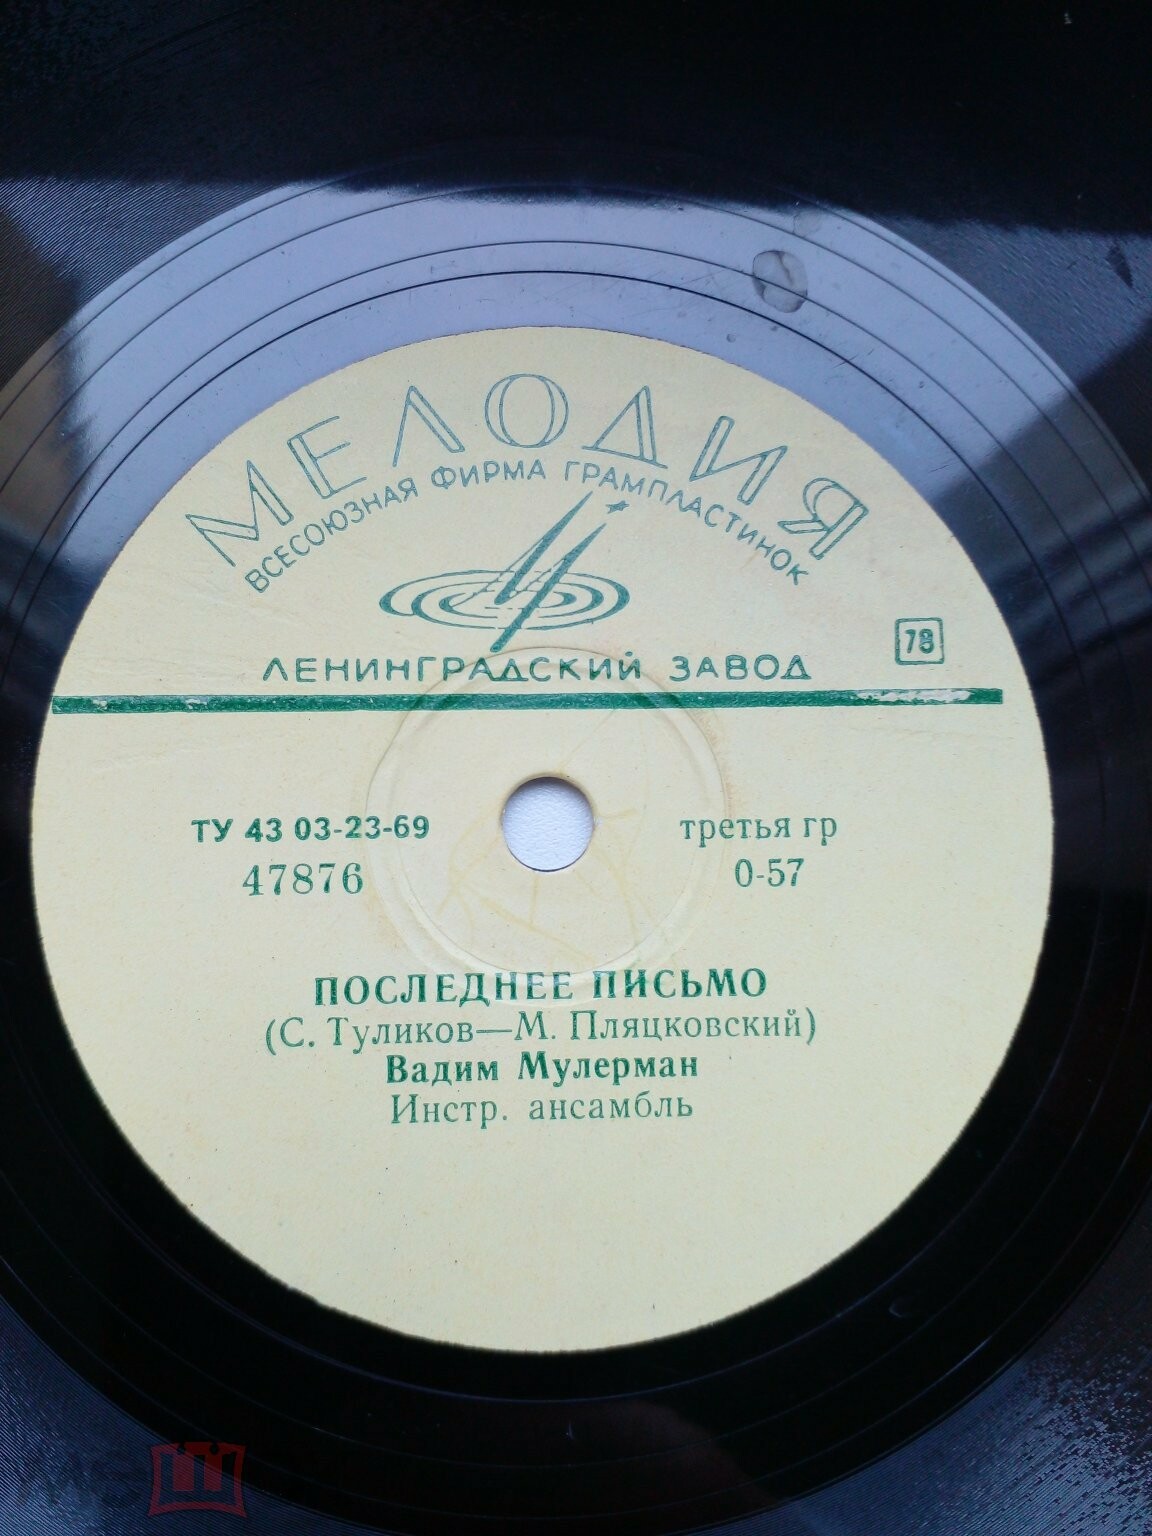 МЕЛОДИЯ
ВСЕСОЮЗНАЯ ФИРМА ГРАМПЛАСТИНОК
ЛЕНИНГРАДСКИЙ ЗАВОД
78
ТУ 43 03-23-69
третья гр
47876
0-57
ПОСЛЕДНЕЕ ПИСЬМО
(С. Туликов—М. Пляцковский)
Вадим Мулерман
Инстр. ансамбль